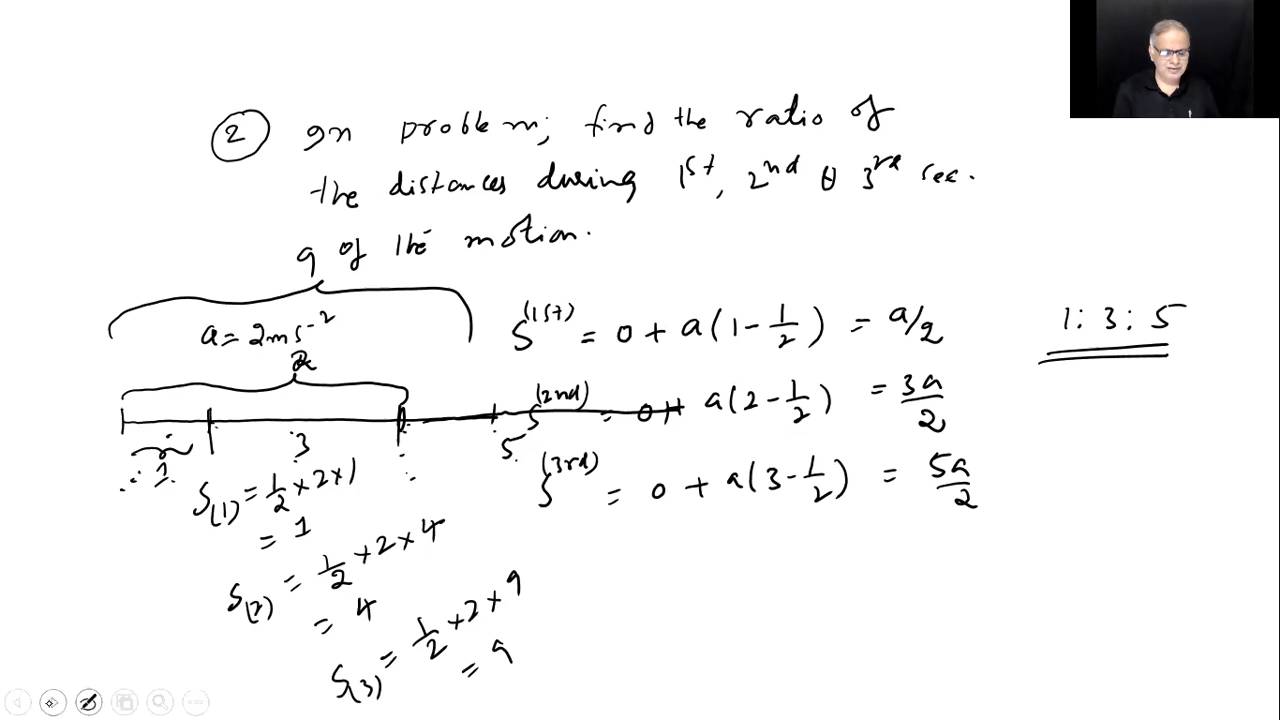 ② In problem; find the ratio of
the distances during 1st, 2nd & 3rd sec.
of the motion.
9
a = 2ms⁻²
S⁽¹ˢᵗ⁾ = 0 + a(1 - 1/2) = a/2
1 : 3 : 5
S⁽²ⁿᵈ⁾ = 0 + a(2 - 1/2) = 3a/2
1 3 5
S⁽³ʳᵈ⁾ = 0 + a(3 - 1/2) = 5a/2
S₍₁₎ = 1/2 × 2 × 1
= 1
S₍₂₎ = 1/2 × 2 × 4
= 4
S₍₃₎ = 1/2 × 2 × 9
= 9